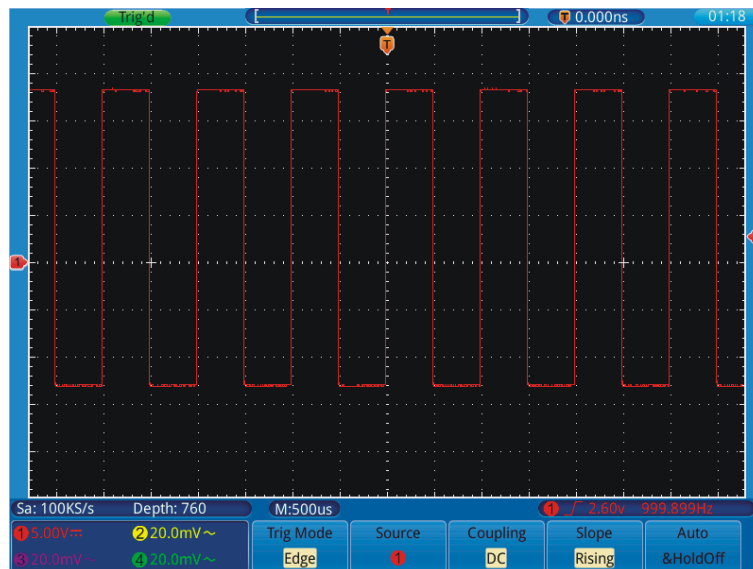 Trig'd T 0.000ns 01:18
T
1
Sa: 100KS/s Depth: 760 M:500us 1 2.60v 999.899Hz
1 5.00V 2 20.0mV~ Trig Mode Source Coupling Slope Auto
3 20.0mV~ 4 20.0mV~ Edge 1 DC Rising &HoldOff